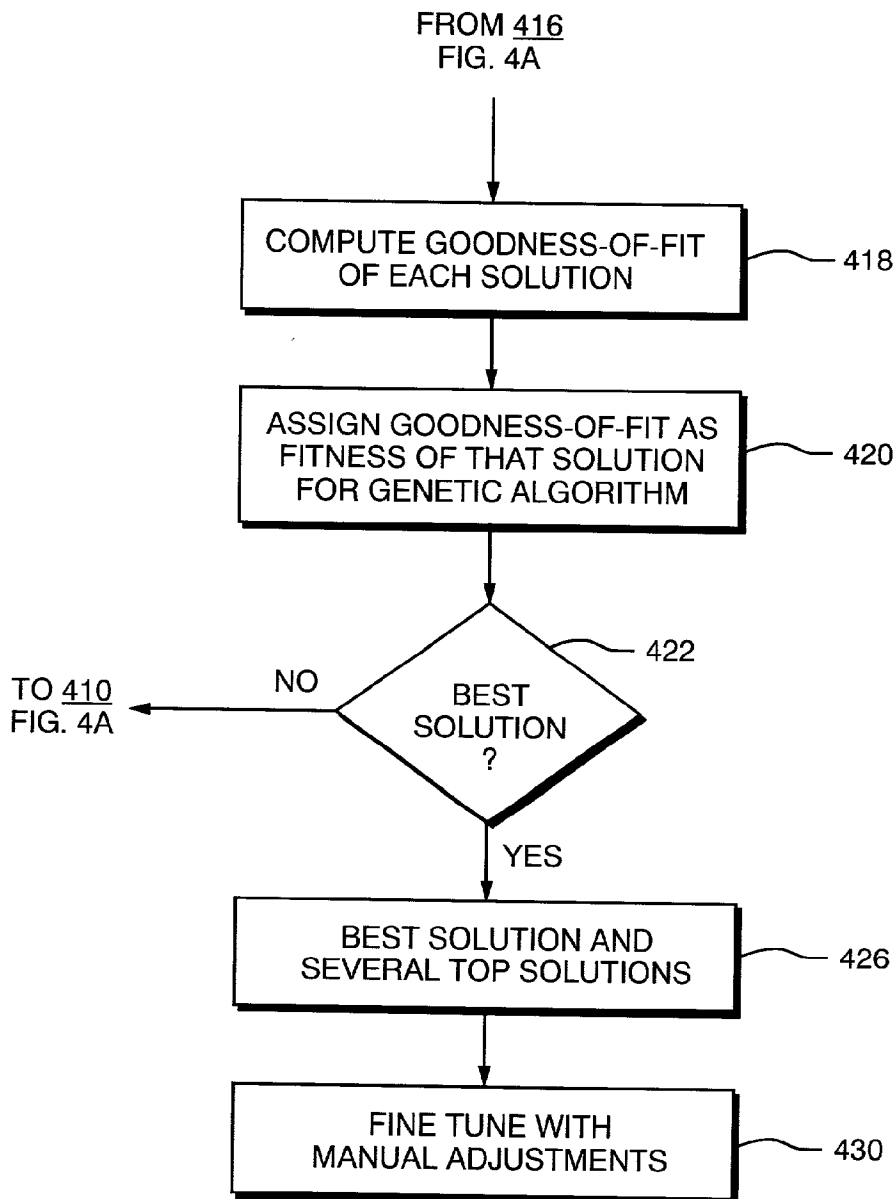 FROM 416
FIG. 4A
COMPUTE GOODNESS-OF-FIT
OF EACH SOLUTION
418
ASSIGN GOODNESS-OF-FIT AS
FITNESS OF THAT SOLUTION
FOR GENETIC ALGORITHM
420
422
BEST
SOLUTION
?
NO
TO 410
FIG. 4A
YES
BEST SOLUTION AND
SEVERAL TOP SOLUTIONS
426
FINE TUNE WITH
MANUAL ADJUSTMENTS
430